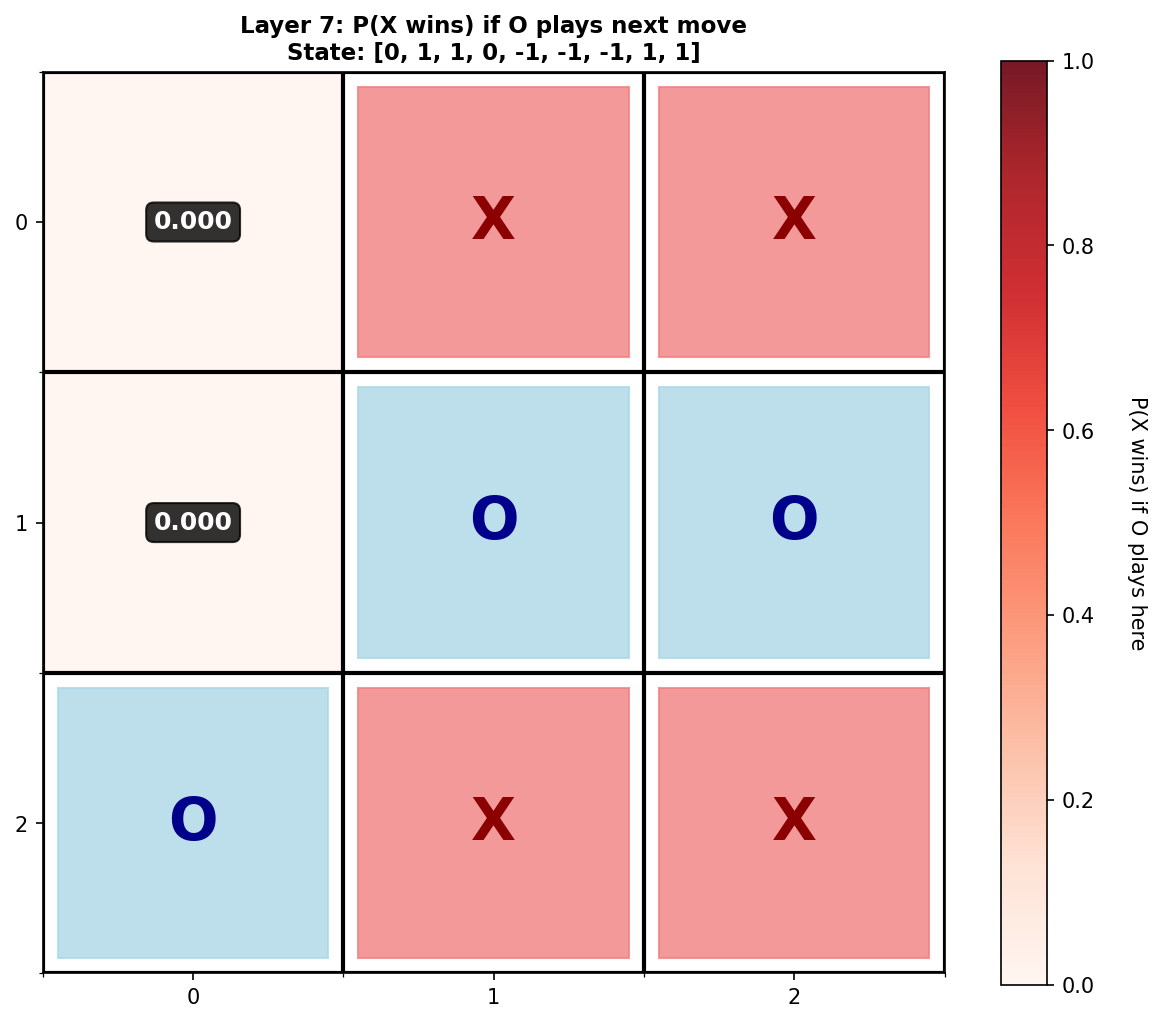 Layer 7: P(X wins) if O plays next move
State: [0, 1, 1, 0, -1, -1, -1, 1, 1]
0
0.000
X
X
1
0.000
O
O
2
O
X
X
0
1
2
1.0
0.8
0.6
0.4
0.2
0.0
P(X wins) if O plays here